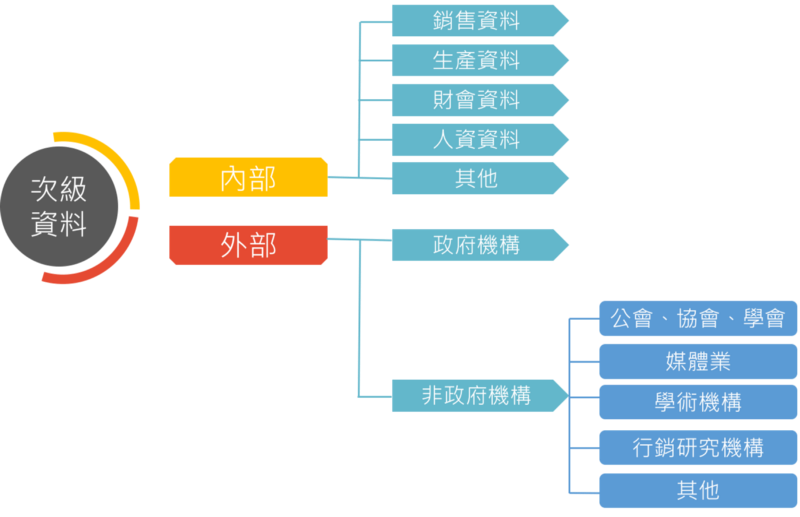 次級
資料
內部
銷售資料
生產資料
財會資料
人資資料
其他
外部
政府機構
非政府機構
公會、協會、學會
媒體業
學術機構
行銷研究機構
其他